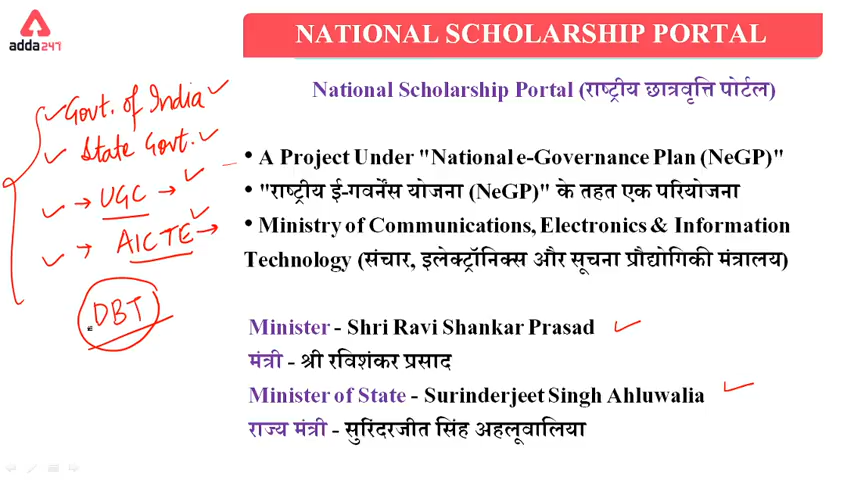 adda247
NATIONAL SCHOLARSHIP PORTAL
National Scholarship Portal (राष्ट्रीय छात्रवृत्ति पोर्टल)
Govt. of India
State Govt.
UGC
AICTE
DBT
• A Project Under "National e-Governance Plan (NeGP)"
• "राष्ट्रीय ई-गवर्नेंस योजना (NeGP)" के तहत एक परियोजना
• Ministry of Communications, Electronics & Information
Technology (संचार, इलेक्ट्रॉनिक्स और सूचना प्रौद्योगिकी मंत्रालय)
Minister - Shri Ravi Shankar Prasad
मंत्री - श्री रविशंकर प्रसाद
Minister of State - Surinderjeet Singh Ahluwalia
राज्य मंत्री - सुरिंदरजीत सिंह अहलूवालिया